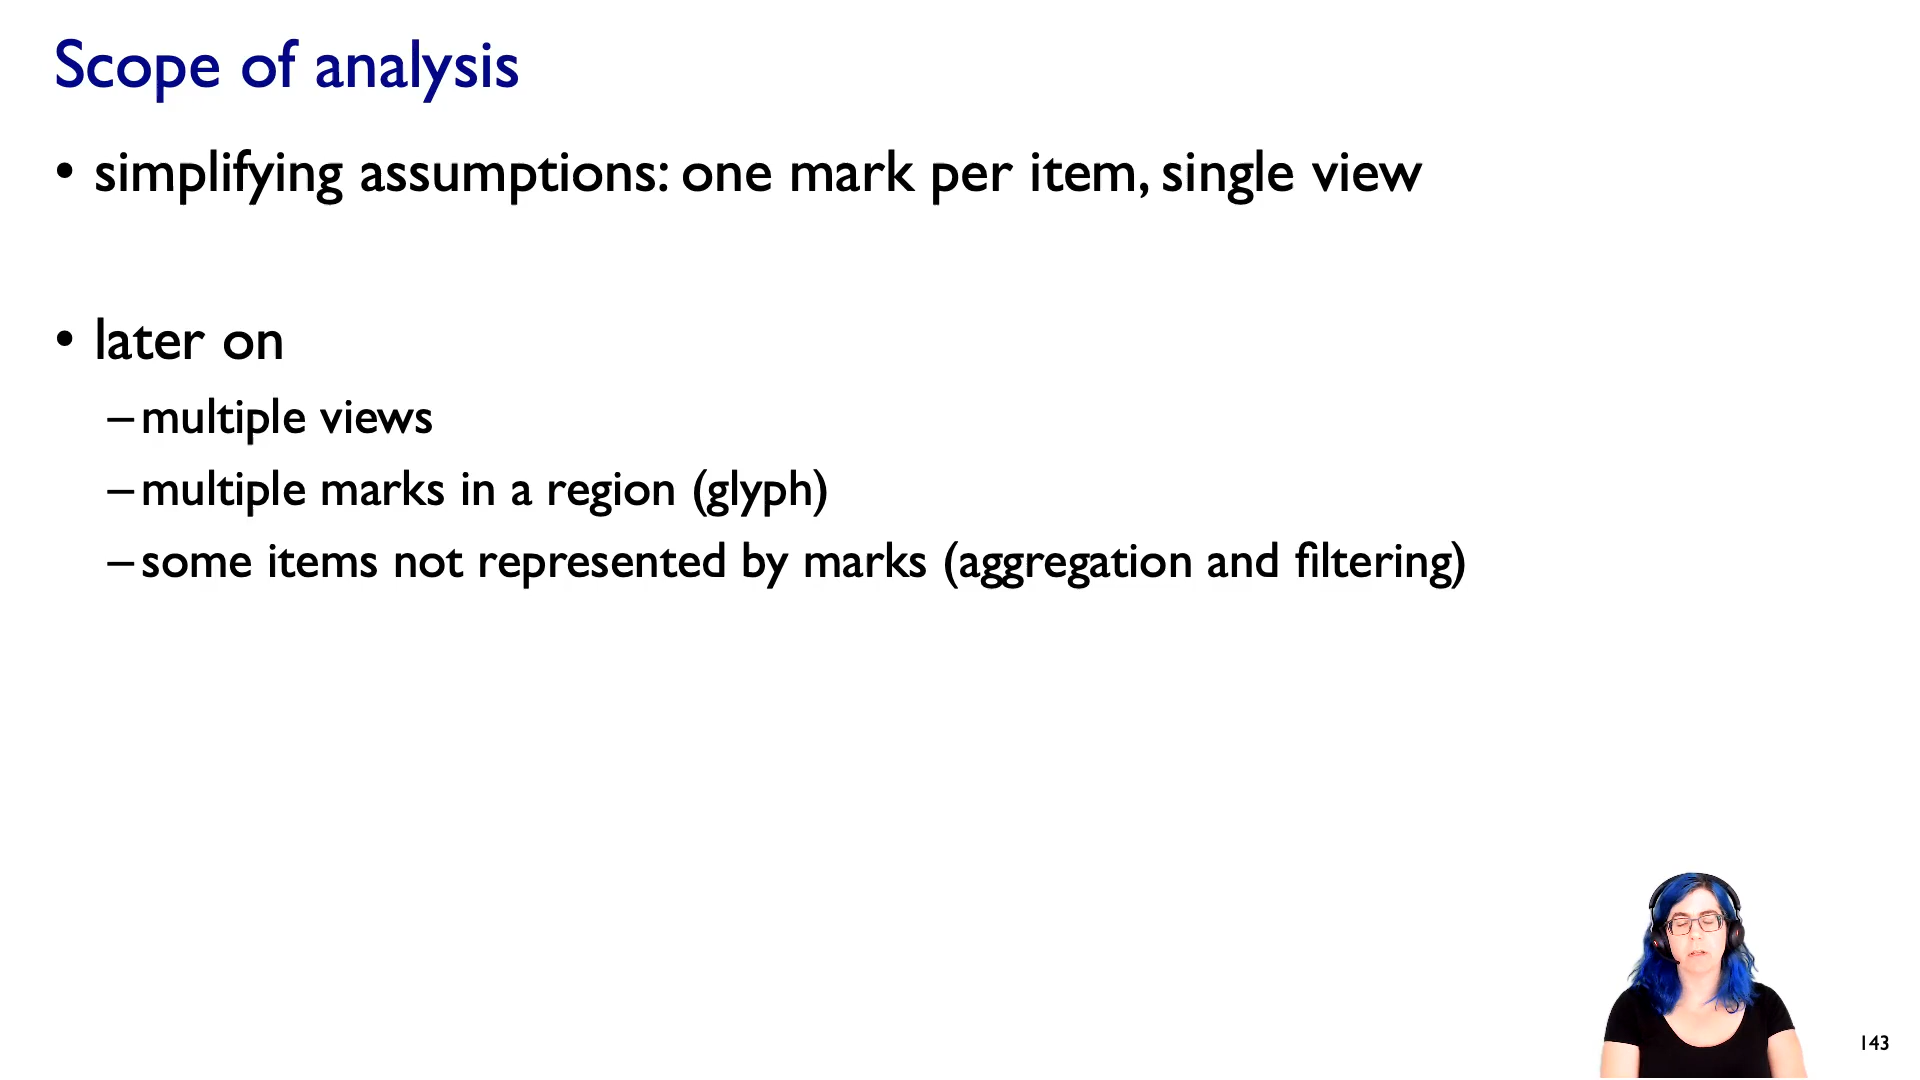 Scope of analysis
• simplifying assumptions: one mark per item, single view
• later on
–multiple views
–multiple marks in a region (glyph)
–some items not represented by marks (aggregation and filtering)
143